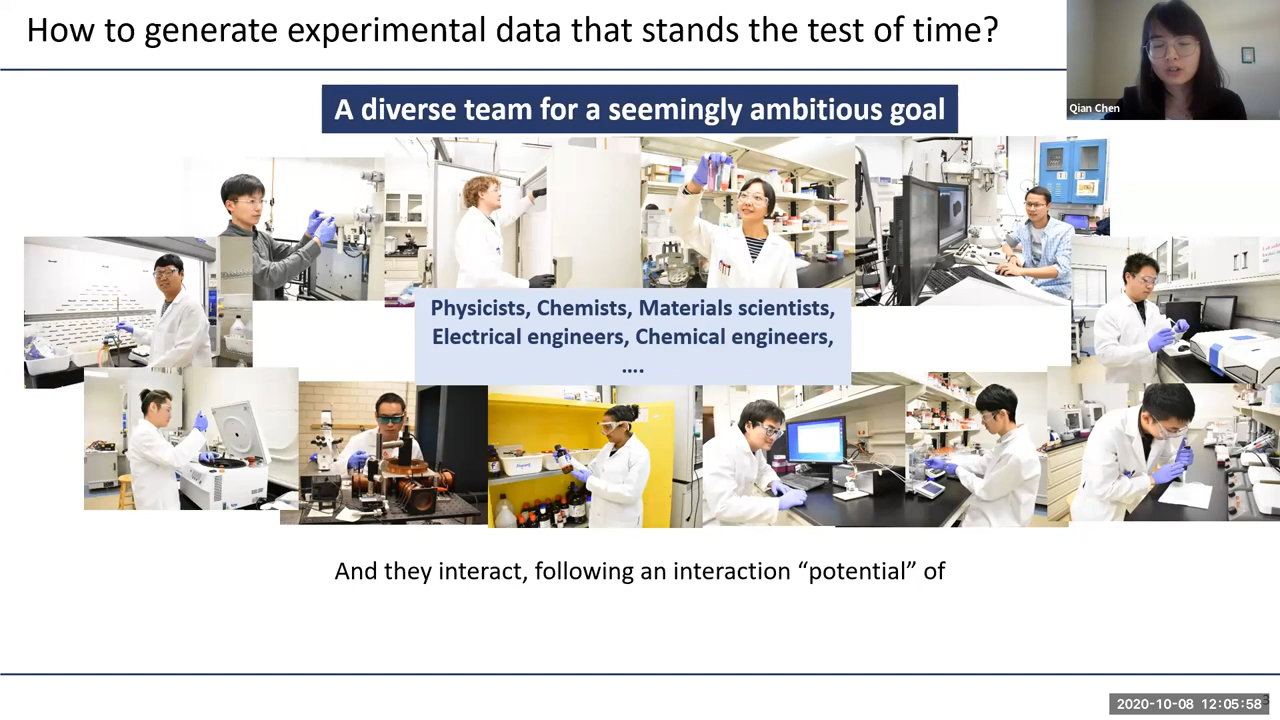 How to generate experimental data that stands the test of time?
Qian Chen
A diverse team for a seemingly ambitious goal
Physicists, Chemists, Materials scientists,
Electrical engineers, Chemical engineers,
....
And they interact, following an interaction “potential” of
2020-10-08 12:05:58
3